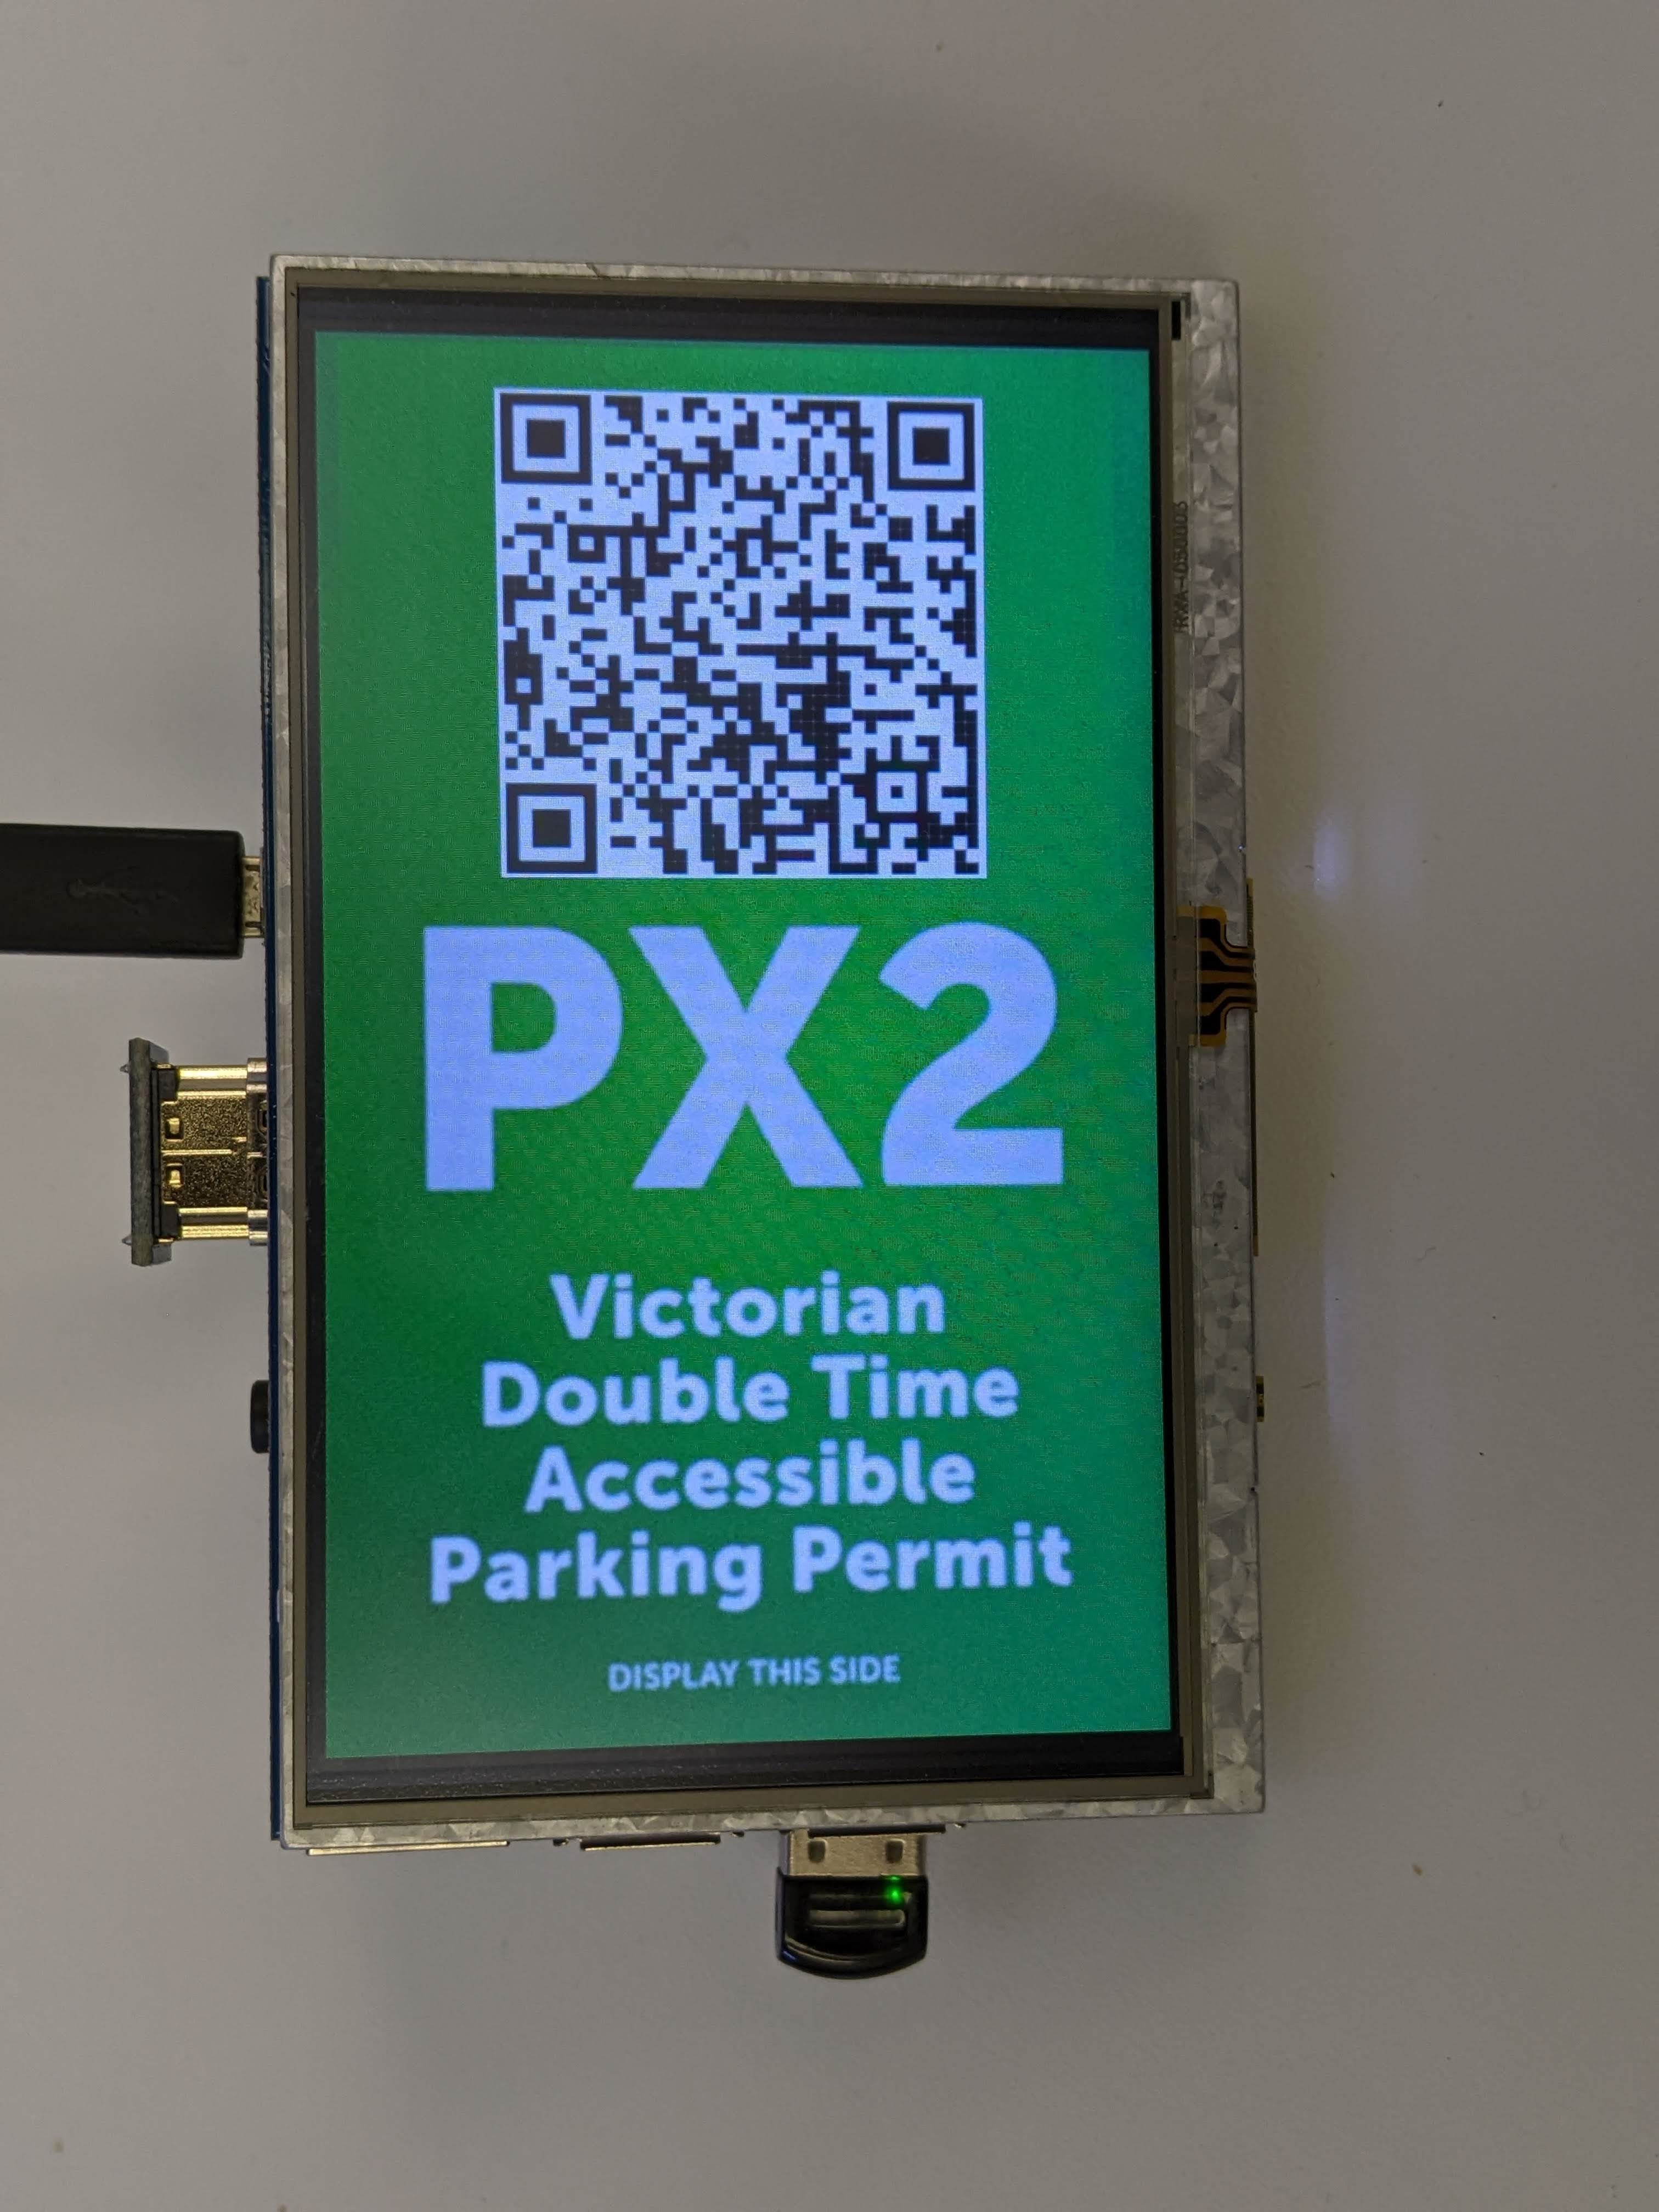 PX2
Victorian
Double Time
Accessible
Parking Permit
DISPLAY THIS SIDE